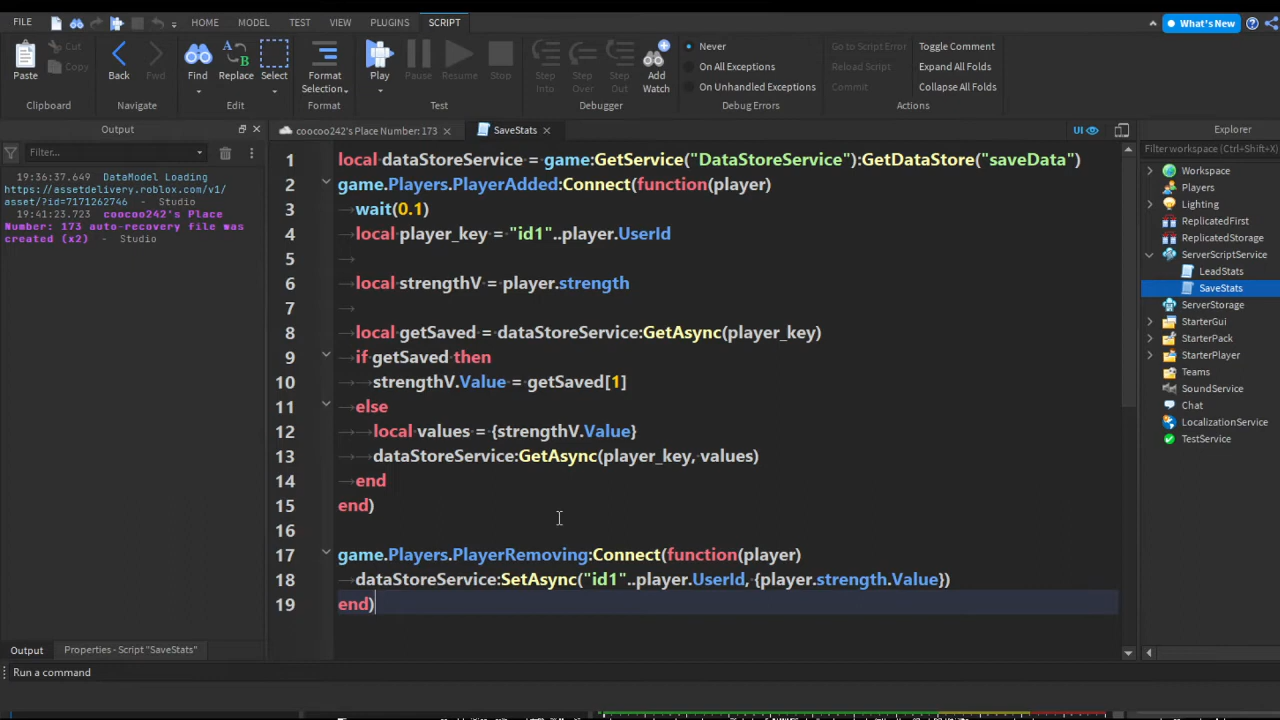 FILE HOME MODEL TEST VIEW PLUGINS SCRIPT What's New
Paste Cut Copy Back Fwd Find Replace Select Format Selection Play Pause Resume Stop Step Into Step Over Step Out Add Watch
Never Go to Script Error Toggle Comment
On All Exceptions Reload Script Expand All Folds
On Unhandled Exceptions Commit Collapse All Folds
Clipboard Navigate Edit Format Test Debugger Debug Errors Actions
Output
coocoo242's Place Number: 173 SaveStats UI
Explorer
Filter... 
Filter workspace (Ctrl+Shift+X)
19:36:37.649 DataModel Loading
https://assetdelivery.roblox.com/v1/
asset/?id=7171262746 - Studio
19:41:23.723 coocoo242's Place
Number: 173 auto-recovery file was
created (x2) - Studio
1 local dataStoreService = game:GetService("DataStoreService"):GetDataStore("saveData")
2 game.Players.PlayerAdded:Connect(function(player)
3 wait(0.1)
4 local player_key = "id1"..player.UserId
5
6 local strengthV = player.strength
7
8 local getSaved = dataStoreService:GetAsync(player_key)
9 if getSaved then
10 strengthV.Value = getSaved[1]
11 else
12 local values = {strengthV.Value}
13 dataStoreService:GetAsync(player_key, values)
14 end
15 end)
16
17 game.Players.PlayerRemoving:Connect(function(player)
18 dataStoreService:SetAsync("id1"..player.UserId, {player.strength.Value})
19 end)
Workspace
Players
Lighting
ReplicatedFirst
ReplicatedStorage
ServerScriptService
LeadStats
SaveStats
ServerStorage
StarterGui
StarterPack
StarterPlayer
Teams
SoundService
Chat
LocalizationService
TestService
Output Properties - Script "SaveStats"
Run a command